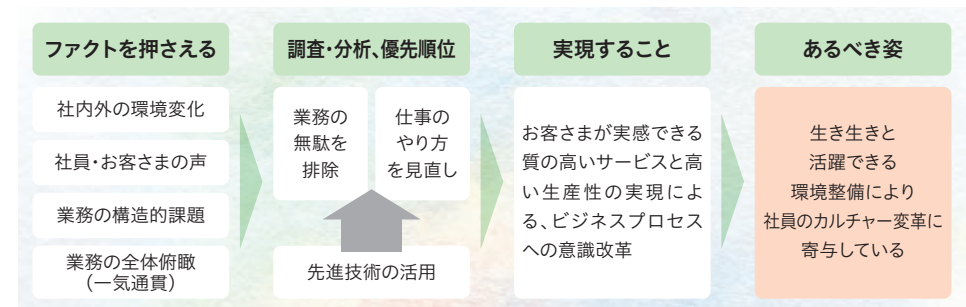 ファクトを押さえる
社内外の環境変化
社員・お客さまの声
業務の構造的課題
業務の全体俯瞰
(一気通貫)
調査・分析、優先順位
業務の
無駄を
排除
仕事の
やり方
を見直し
先進技術の活用
実現すること
お客さまが実感できる
質の高いサービスと高
い生産性の実現によ
る、ビジネスプロセス
への意識改革
あるべき姿
生き生きと
活躍できる
環境整備により
社員のカルチャー変革に
寄与している